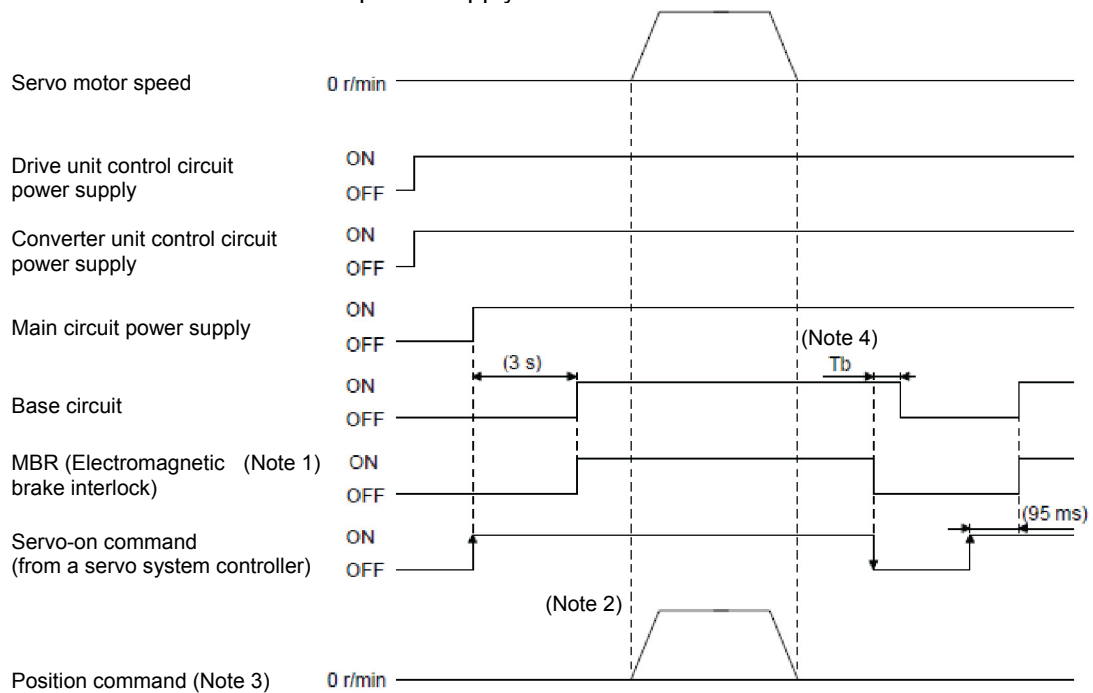 power supply
Servo motor speed 0 r/min
Drive unit control circuit
power supply
ON
OFF
Converter unit control circuit
power supply
ON
OFF
Main circuit power supply
ON
OFF
(Note 4)
(3 s)
Tb
Base circuit
ON
OFF
MBR (Electromagnetic (Note 1)
brake interlock)
ON
OFF
(95 ms)
Servo-on command
(from a servo system controller)
ON
OFF
(Note 2)
Position command (Note 3) 0 r/min